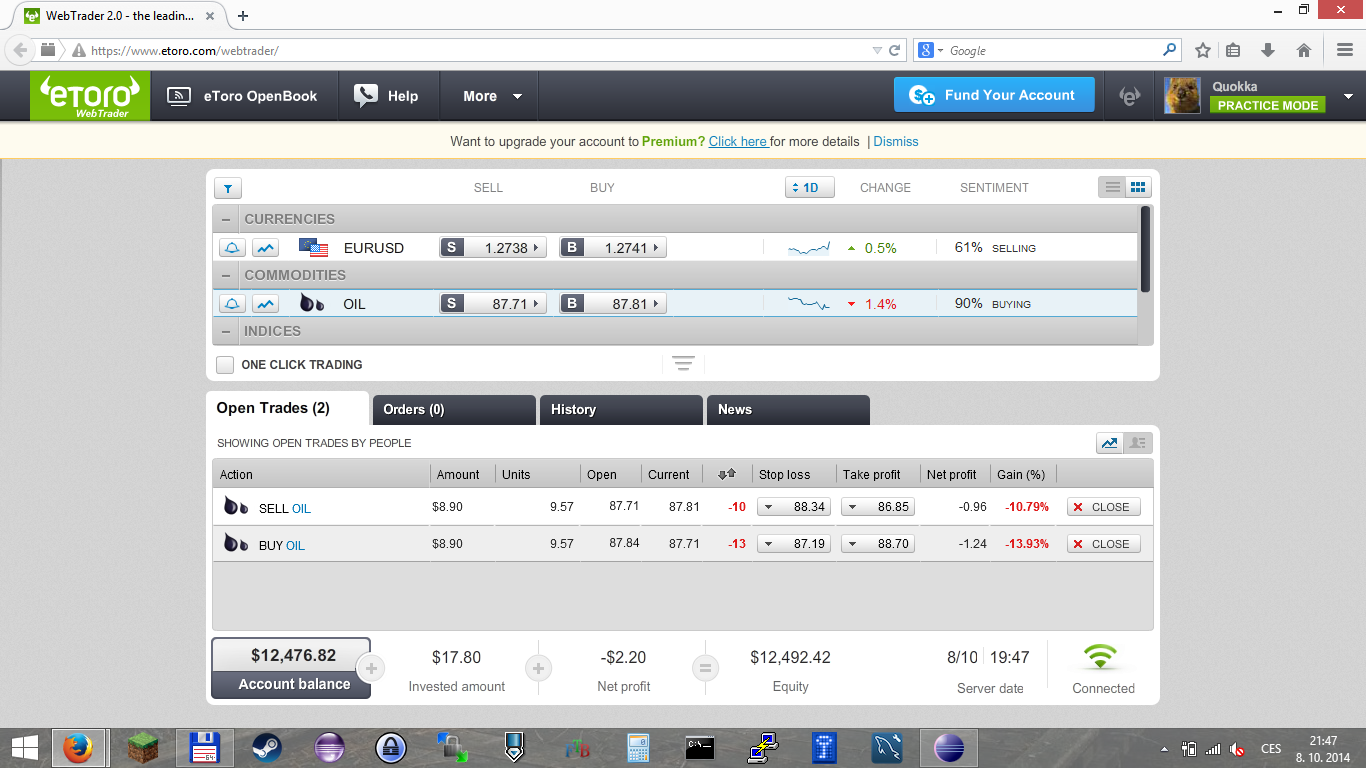 WebTrader 2.0 - the leadin...
https://www.etoro.com/webtrader/
Google
eToro WebTrader
eToro OpenBook
Help
More
Fund Your Account
Quokka
PRACTICE MODE
Want to upgrade your account to Premium? Click here for more details | Dismiss
SELL BUY 1D CHANGE SENTIMENT
CURRENCIES
EURUSD S 1.2738 B 1.2741 0.5% 61% SELLING
COMMODITIES
OIL S 87.71 B 87.81 1.4% 90% BUYING
INDICES
ONE CLICK TRADING
Open Trades (2) Orders (0) History News
SHOWING OPEN TRADES BY PEOPLE
Action Amount Units Open Current Stop loss Take profit Net profit Gain (%)
SELL OIL $8.90 9.57 87.71 87.81 -10 88.34 86.85 -0.96 -10.79% CLOSE
BUY OIL $8.90 9.57 87.84 87.71 -13 87.19 88.70 -1.24 -13.93% CLOSE
$12,476.82 + $17.80 + -$2.20 = $12,492.42 8/10 19:47
Account balance Invested amount Net profit Equity Server date Connected
CES
21:47
8. 10. 2014